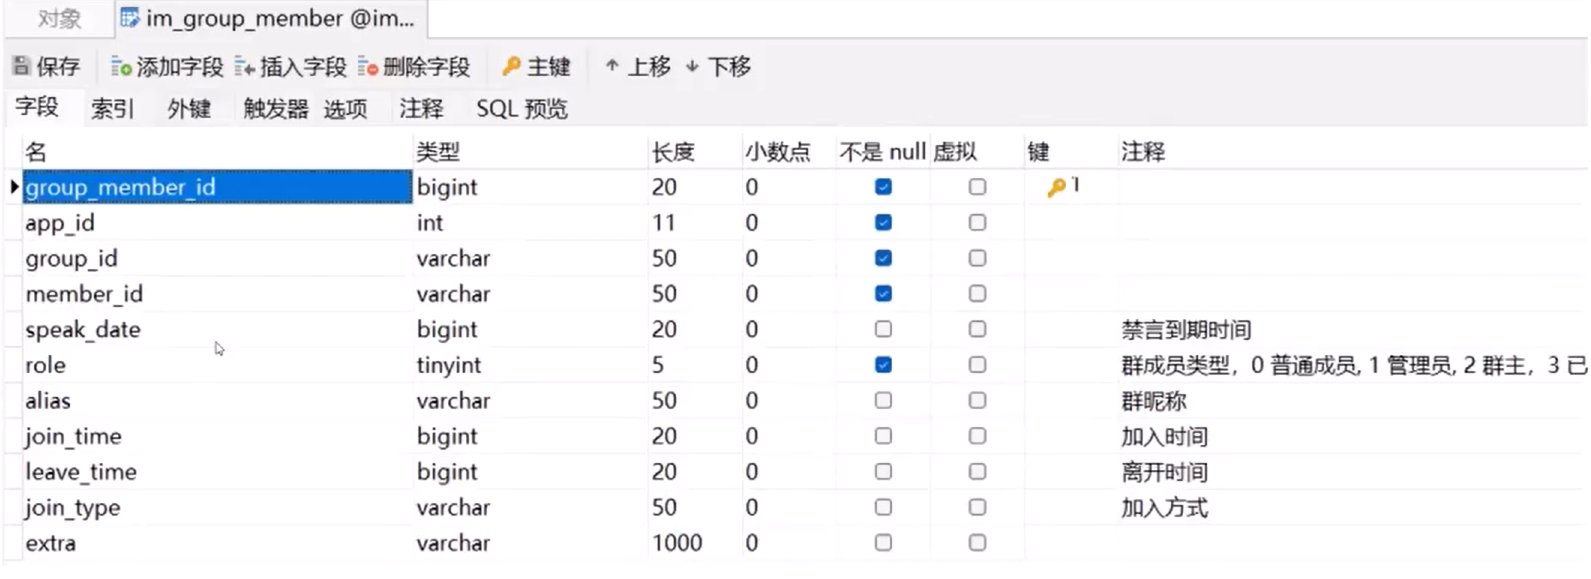 对象 im_group_member @im...
保存 添加字段 插入字段 删除字段 主键 上移 下移
字段 索引 外键 触发器 选项 注释 SQL 预览
名 类型 长度 小数点 不是 null 虚拟 键 注释
group_member_id bigint 20 0 1
app_id int 11 0
group_id varchar 50 0
member_id varchar 50 0
speak_date bigint 20 0 禁言到期时间
role tinyint 5 0 群成员类型，0 普通成员, 1 管理员, 2 群主，3 已
alias varchar 50 0 群昵称
join_time bigint 20 0 加入时间
leave_time bigint 20 0 离开时间
join_type varchar 50 0 加入方式
extra varchar 1000 0